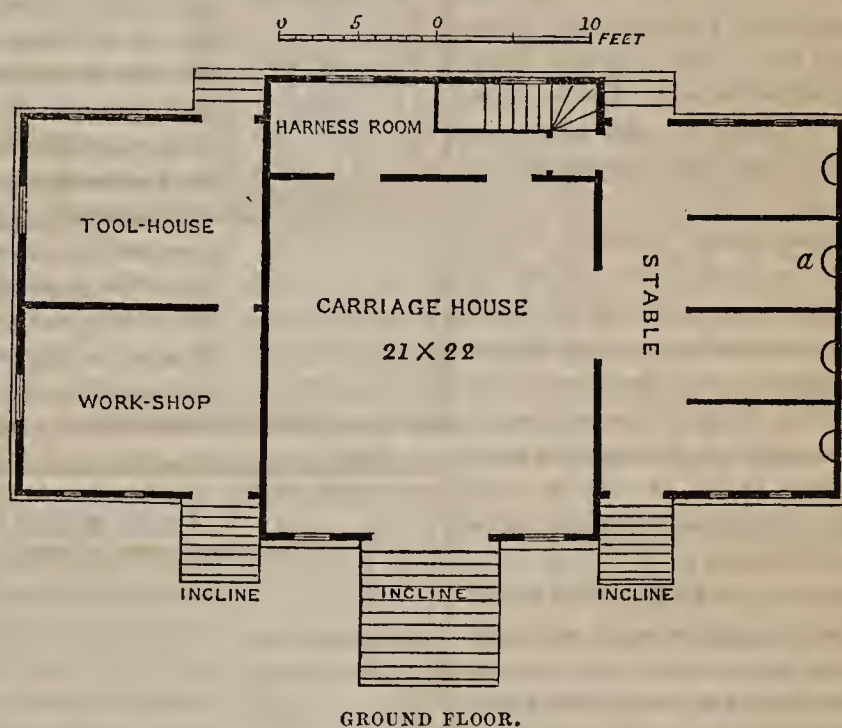 0 5 0 10
FEET
HARNESS ROOM
TOOL-HOUSE
STABLE
a
CARRIAGE HOUSE
21 X 22
WORK-SHOP
INCLINE
INCLINE
INCLINE
GROUND FLOOR.